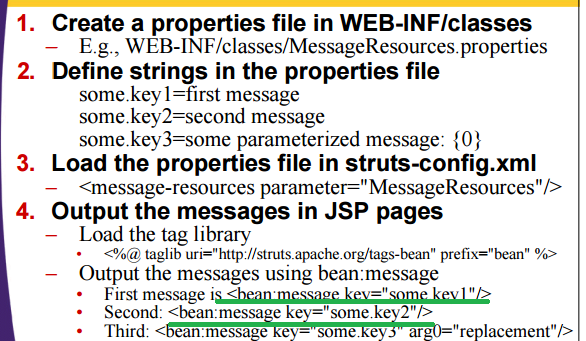 1. Create a properties file in WEB-INF/classes
– E.g., WEB-INF/classes/MessageResources.properties
2. Define strings in the properties file
some.key1=first message
some.key2=second message
some.key3=some parameterized message: {0}
3. Load the properties file in struts-config.xml
– <message-resources parameter="MessageResources"/>
4. Output the messages in JSP pages
– Load the tag library
• <%@ taglib uri="http://struts.apache.org/tags-bean" prefix="bean" %>
– Output the messages using bean:message
• First message is <bean:message key="some.key1"/>
• Second: <bean:message key="some.key2"/>
• Third: <bean:message key="some.key3" arg0="replacement"/>